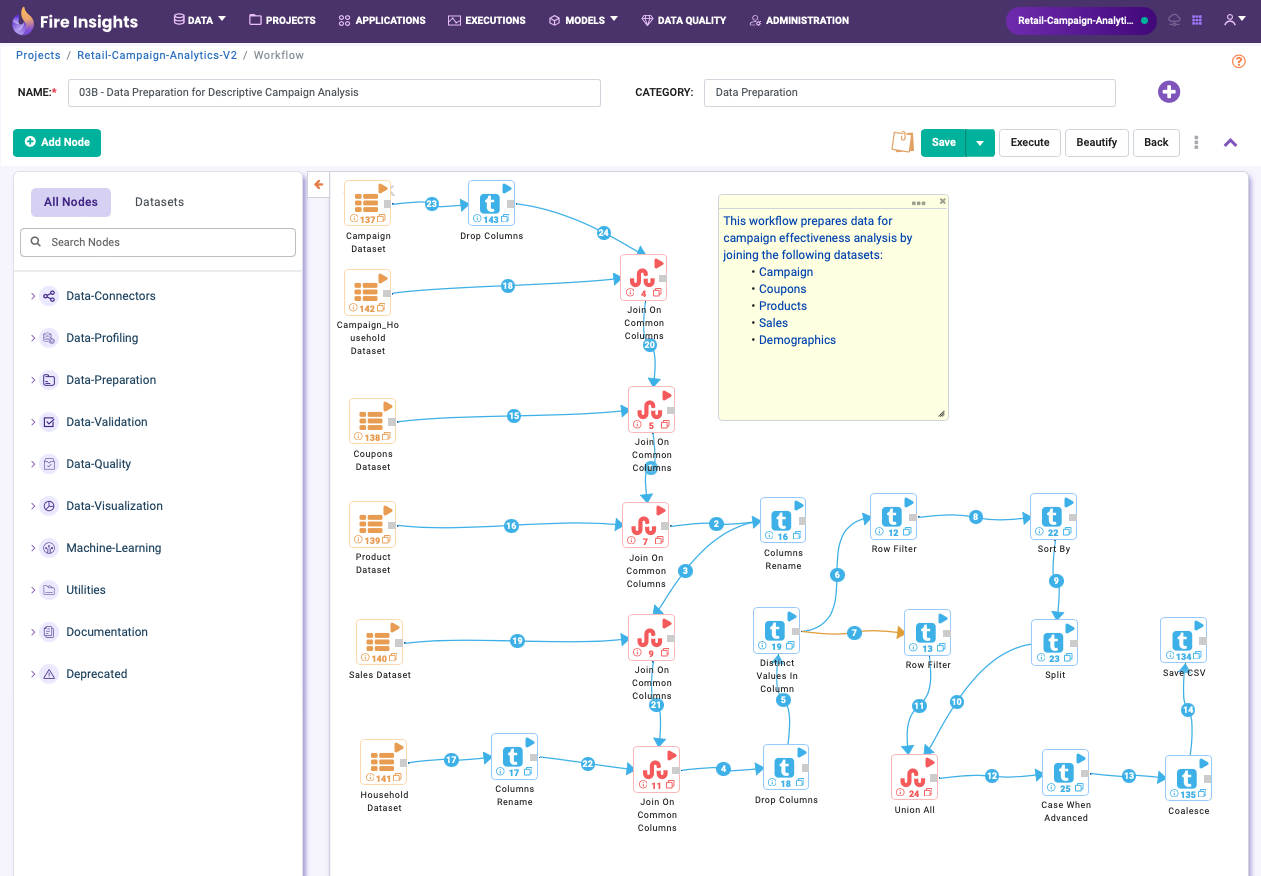 Fire Insights
DATA
PROJECTS
APPLICATIONS
EXECUTIONS
MODELS
DATA QUALITY
ADMINISTRATION
Retail-Campaign-Analyti...
Projects / Retail-Campaign-Analytics-V2 / Workflow
NAME:*
03B - Data Preparation for Descriptive Campaign Analysis
CATEGORY:
Data Preparation
Add Node
Save
Execute
Beautify
Back
All Nodes
Datasets
Search Nodes
Data-Connectors
Data-Profiling
Data-Preparation
Data-Validation
Data-Quality
Data-Visualization
Machine-Learning
Utilities
Documentation
Deprecated
137
Campaign
Dataset
23
143
Drop Columns
24
142
Campaign_Ho
usehold
Dataset
18
4
Join On
Common
Columns
20
This workflow prepares data for
campaign effectiveness analysis by
joining the following datasets:
• Campaign
• Coupons
• Products
• Sales
• Demographics
138
Coupons
Dataset
15
5
Join On
Common
Columns
139
Product
Dataset
16
7
Join On
Common
Columns
2
3
16
Columns
Rename
6
12
Row Filter
8
22
Sort By
9
140
Sales Dataset
19
9
Join On
Common
Columns
21
19
Distinct
Values In
Column
5
7
13
Row Filter
11
10
23
Split
134
Save CSV
14
141
Household
Dataset
17
17
Columns
Rename
22
11
Join On
Common
Columns
4
18
Drop Columns
24
Union All
12
25
Case When
Advanced
13
135
Coalesce